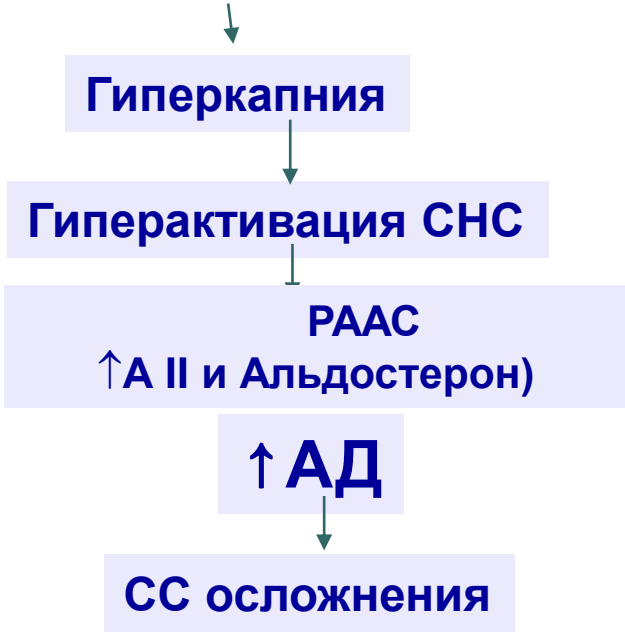 Гиперкапния
Гиперактивация СНС
РААС
↑А II и Альдостерон)
↑АД
СС осложнения